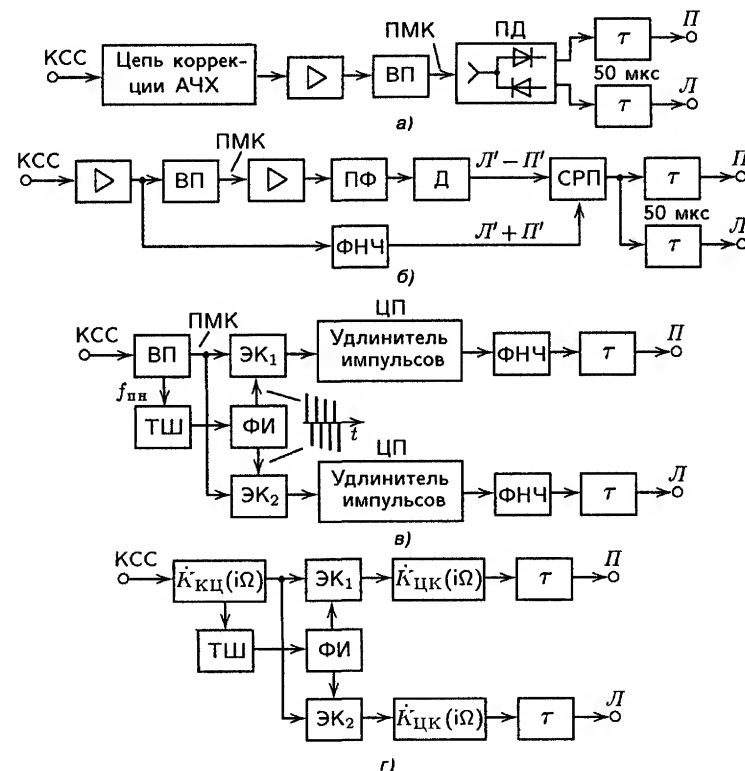 КСС
Цепь коррек-
ции АЧХ
ВП
ПМК
ПД
τ
П
50 мкс
τ
Л
а)
КСС
ВП
ПМК
ПФ
Д
Л′ − П′
СРП
τ
П
50 мкс
ФНЧ
Л′ + П′
τ
Л
б)
КСС
ВП
ПМК
ЭК₁
ЦП
Удлинитель
импульсов
ФНЧ
τ
П
fпн
ТШ
ФИ
t
ЦП
ЭК₂
Удлинитель
импульсов
ФНЧ
τ
Л
в)
КСС
K̇КЦ(iΩ)
ЭК₁
K̇ЦК(iΩ)
τ
П
ТШ
ФИ
ЭК₂
K̇ЦК(iΩ)
τ
Л
г)